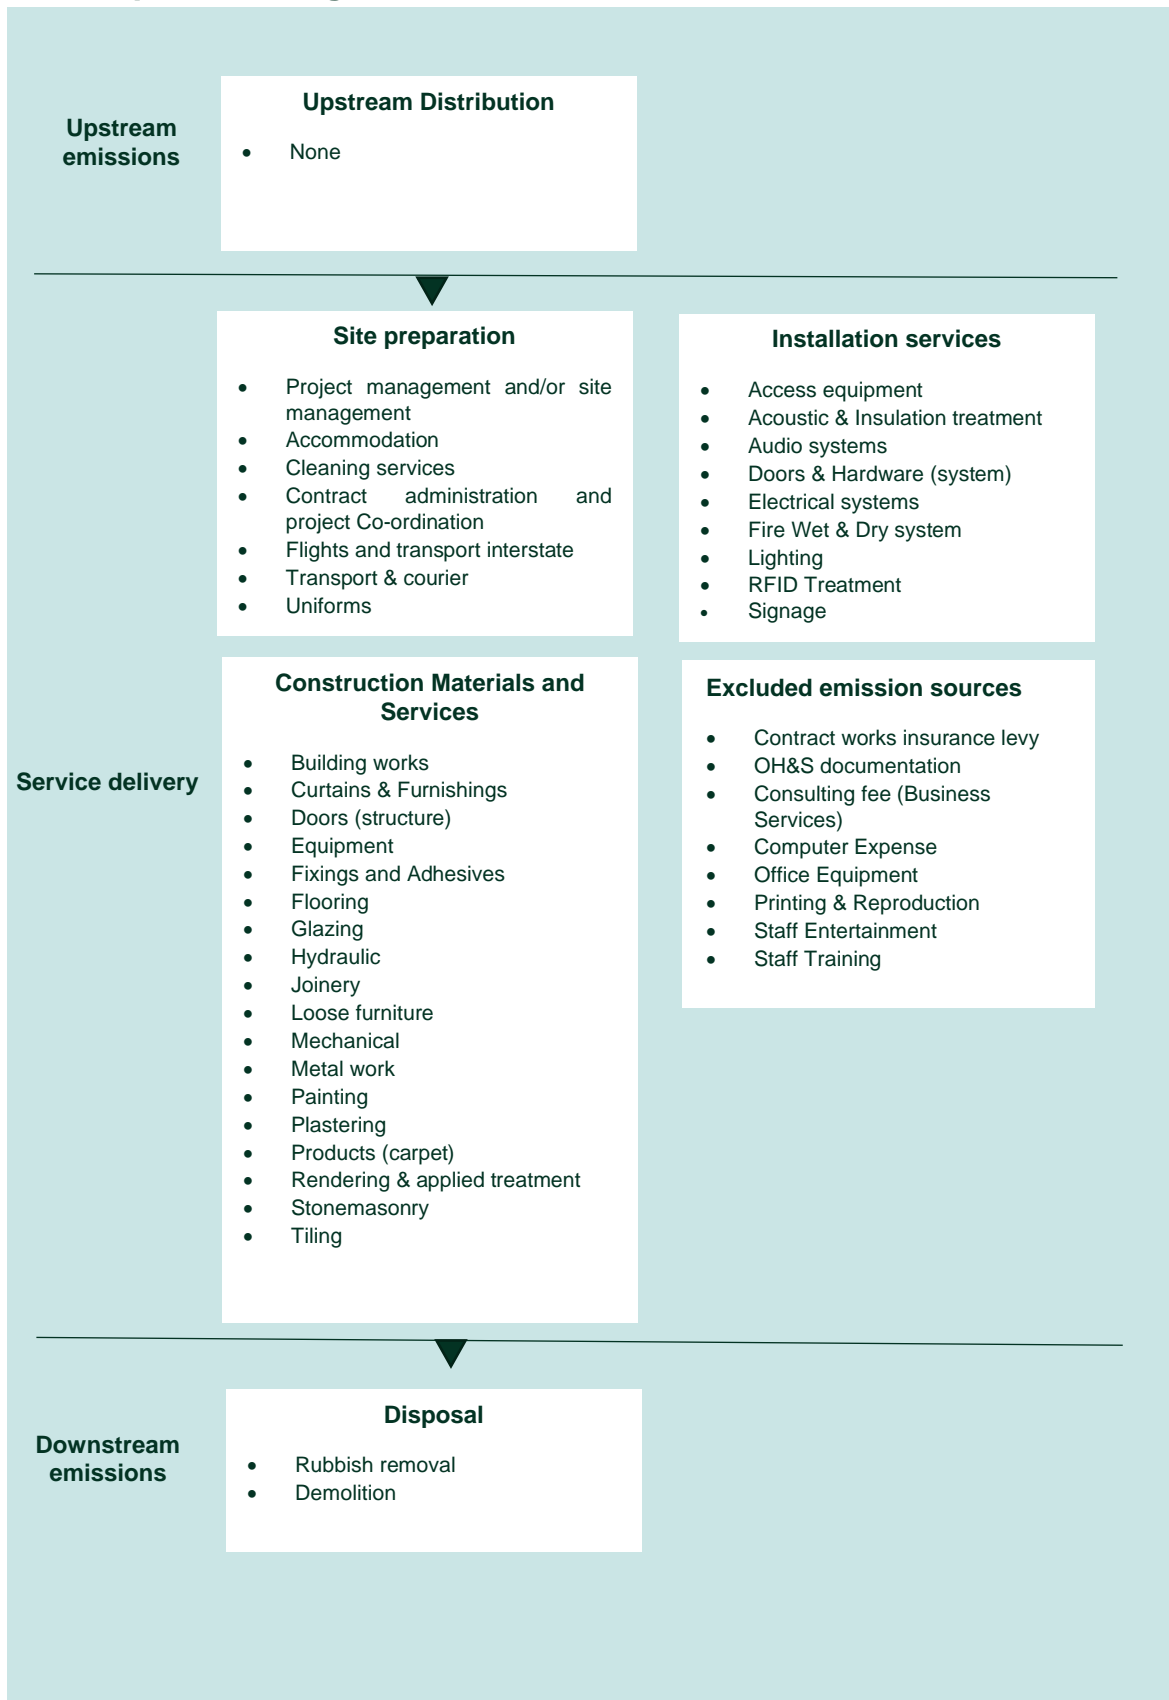 Upstream
emissions
Upstream Distribution
• None
Service delivery
Site preparation
• Project management and/or site
management
• Accommodation
• Cleaning services
• Contract administration and
project Co-ordination
• Flights and transport interstate
• Transport & courier
• Uniforms
Installation services
• Access equipment
• Acoustic & Insulation treatment
• Audio systems
• Doors & Hardware (system)
• Electrical systems
• Fire Wet & Dry system
• Lighting
• RFID Treatment
• Signage
Construction Materials and
Services
• Building works
• Curtains & Furnishings
• Doors (structure)
• Equipment
• Fixings and Adhesives
• Flooring
• Glazing
• Hydraulic
• Joinery
• Loose furniture
• Mechanical
• Metal work
• Painting
• Plastering
• Products (carpet)
• Rendering & applied treatment
• Stonemasonry
• Tiling
Excluded emission sources
• Contract works insurance levy
• OH&S documentation
• Consulting fee (Business
Services)
• Computer Expense
• Office Equipment
• Printing & Reproduction
• Staff Entertainment
• Staff Training
Downstream
emissions
Disposal
• Rubbish removal
• Demolition